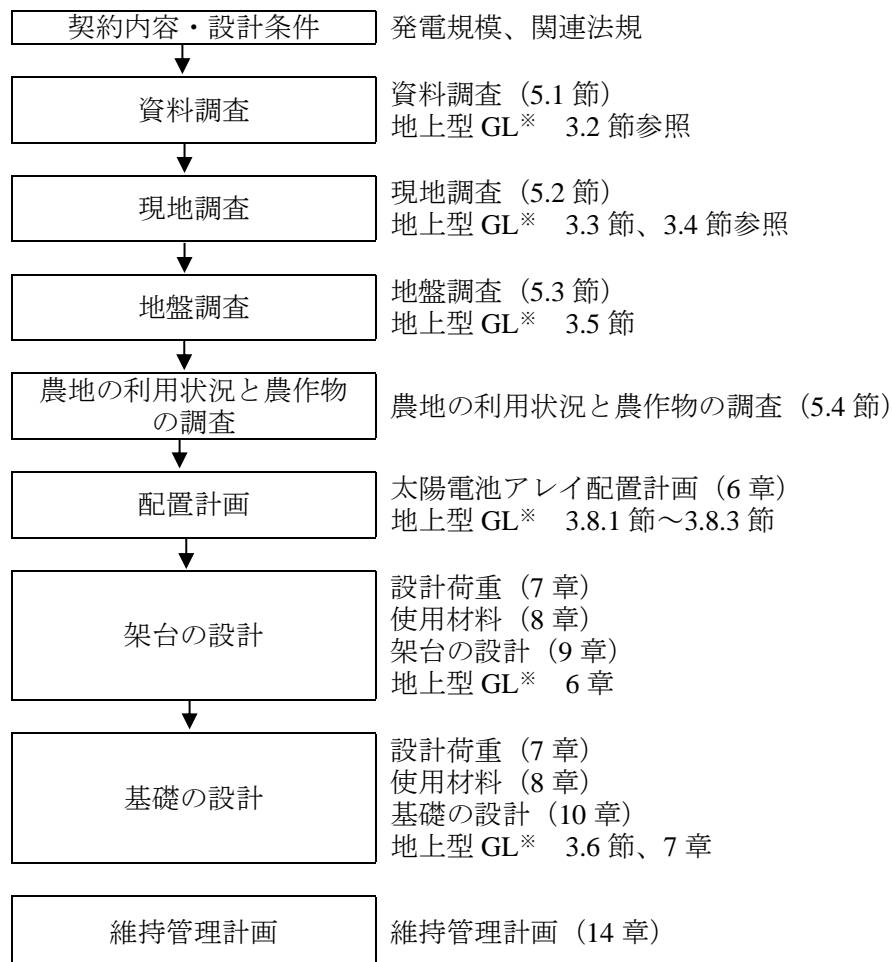 契約内容・設計条件 発電規模、関連法規
資料調査
資料調査（5.1 節）
地上型 GL※ 3.2 節参照
現地調査
現地調査（5.2 節）
地上型 GL※ 3.3 節、3.4 節参照
地盤調査
地盤調査（5.3 節）
地上型 GL※ 3.5 節
農地の利用状況と農作物
の調査
農地の利用状況と農作物の調査（5.4 節）
配置計画
太陽電池アレイ配置計画（6 章）
地上型 GL※ 3.8.1 節～3.8.3 節
架台の設計
設計荷重（7 章）
使用材料（8 章）
架台の設計（9 章）
地上型 GL※ 6 章
基礎の設計
設計荷重（7 章）
使用材料（8 章）
基礎の設計（10 章）
地上型 GL※ 3.6 節、7 章
維持管理計画 維持管理計画（14 章）